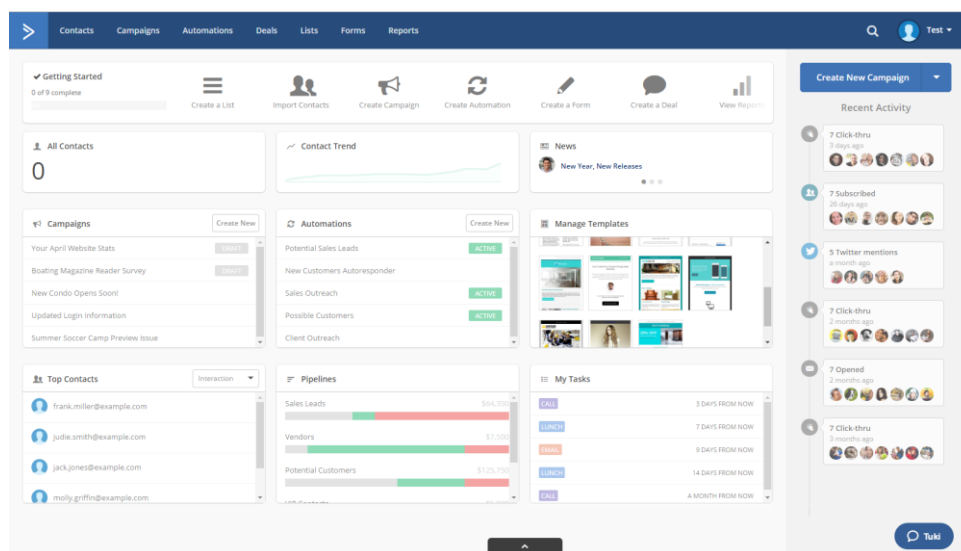 Contacts
Campaigns
Automations
Deals
Lists
Forms
Reports
Test
Getting Started
0 of 9 complete
Create a List
Import Contacts
Create Campaign
Create Automation
Create a Form
Create a Deal
View Report
Create New Campaign
Recent Activity
All Contacts
0
Contact Trend
News
New Year, New Releases
7 Click-thru
3 days ago
7 Subscribed
26 days ago
5 Twitter mentions
a month ago
7 Click-thru
2 months ago
7 Opened
2 months ago
7 Click-thru
3 months ago
Campaigns
Create New
Your April Website Stats
DRAFT
Boating Magazine Reader Survey
DRAFT
New Condo Opens Soon!
Updated Login Information
Summer Soccer Camp Preview Issue
Automations
Create New
Potential Sales Leads
ACTIVE
New Customers Autoresponder
Sales Outreach
ACTIVE
Possible Customers
ACTIVE
Client Outreach
Manage Templates
Top Contacts
Interaction
frank.miller@example.com
judie.smith@example.com
jack.jones@example.com
molly.griffin@example.com
Pipelines
Sales Leads
Vendors
$7,500
Potential Customers
$125,750
My Tasks
CALL
3 DAYS FROM NOW
LUNCH
7 DAYS FROM NOW
EMAIL
9 DAYS FROM NOW
LUNCH
14 DAYS FROM NOW
CALL
A MONTH FROM NOW
Tuki